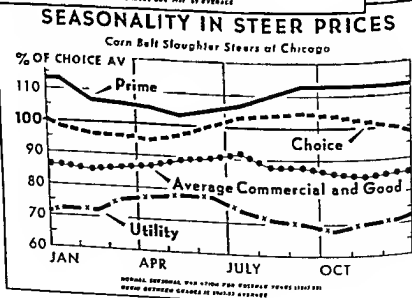 SEASONALITY IN STEER PRICES
Corn Belt Slaughter Steers at Chicago
% OF CHOICE AV
110
Prime
100
Choice
90
80
Average Commercial and Good
70
Utility
60
JAN APR JULY OCT